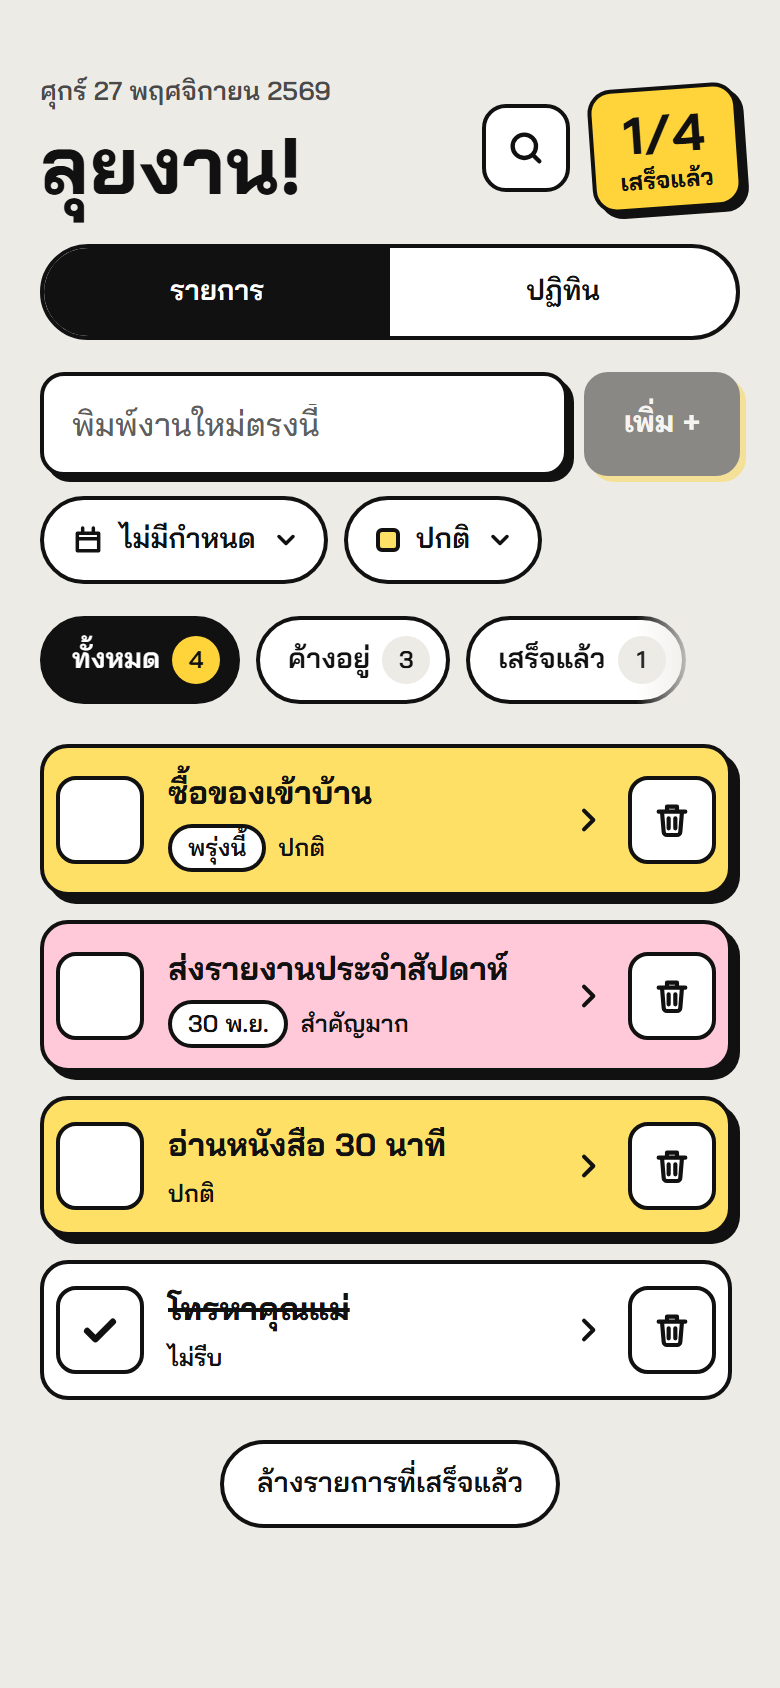 ศุกร์ 27 พฤศจิกายน 2569
ลุยงาน!
1/4
เสร็จแล้ว
รายการ
ปฏิทิน
พิมพ์งานใหม่ตรงนี้
เพิ่ม +
ไม่มีกำหนด
ปกติ
ทั้งหมด 4
ค้างอยู่ 3
เสร็จแล้ว 1
ซื้อของเข้าบ้าน
พรุ่งนี้ ปกติ
ส่งรายงานประจำสัปดาห์
30 พ.ย. สำคัญมาก
อ่านหนังสือ 30 นาที
ปกติ
โทรหาคุณแม่
ไม่รีบ
ล้างรายการที่เสร็จแล้ว